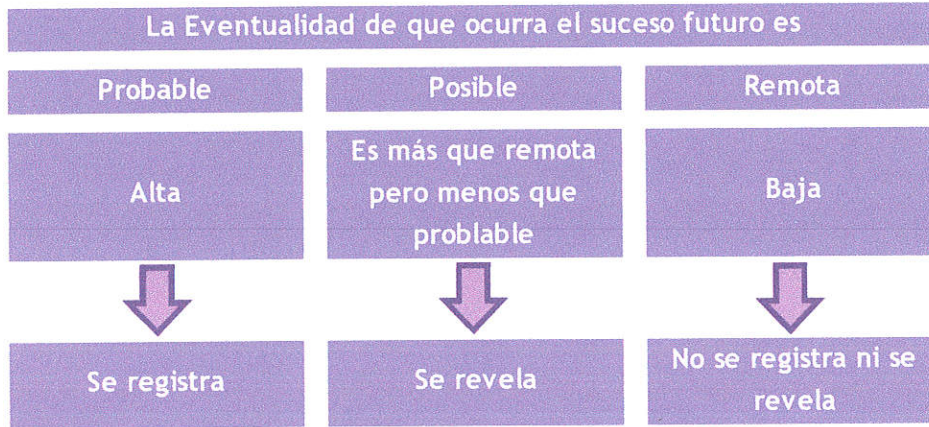 La Eventualidad de que ocurra el suceso futuro es
Probable
Posible
Remota
Alta
Es más que remota
pero menos que
problable
Baja
Se registra
Se revela
No se registra ni se
revela